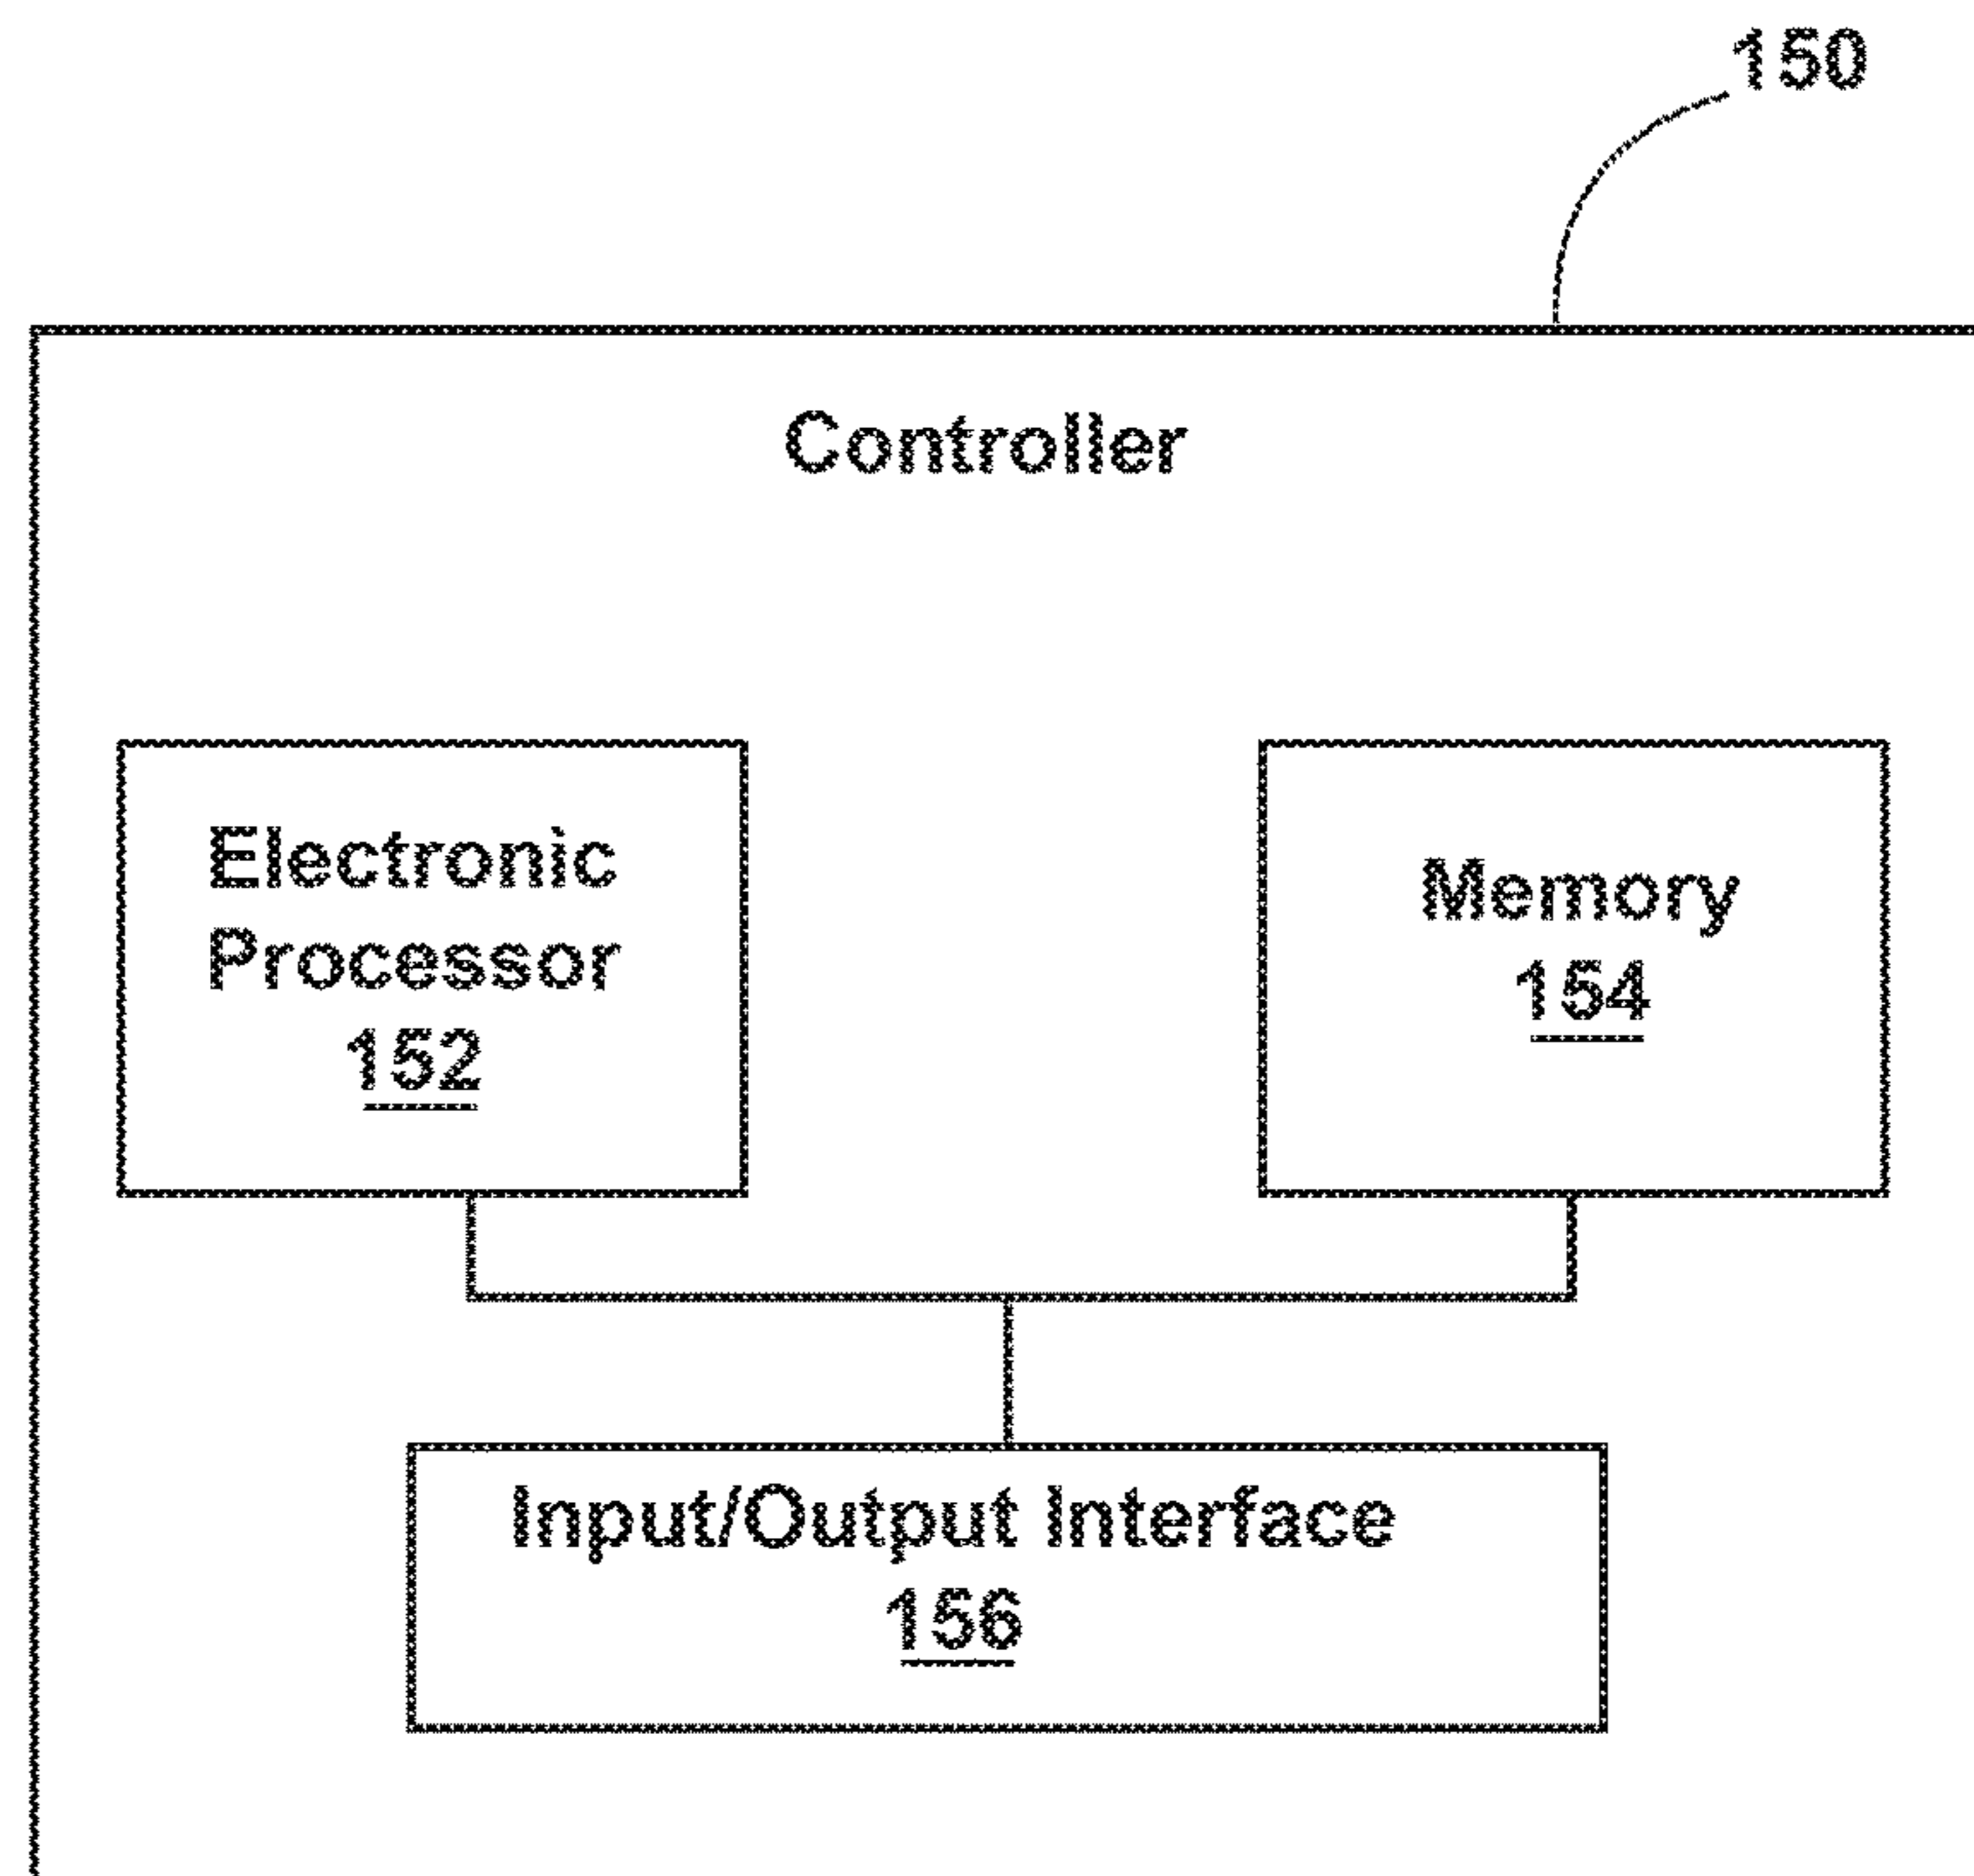 150
Controller
Electronic
Processor
152
Memory
154
Input/Output Interface
156